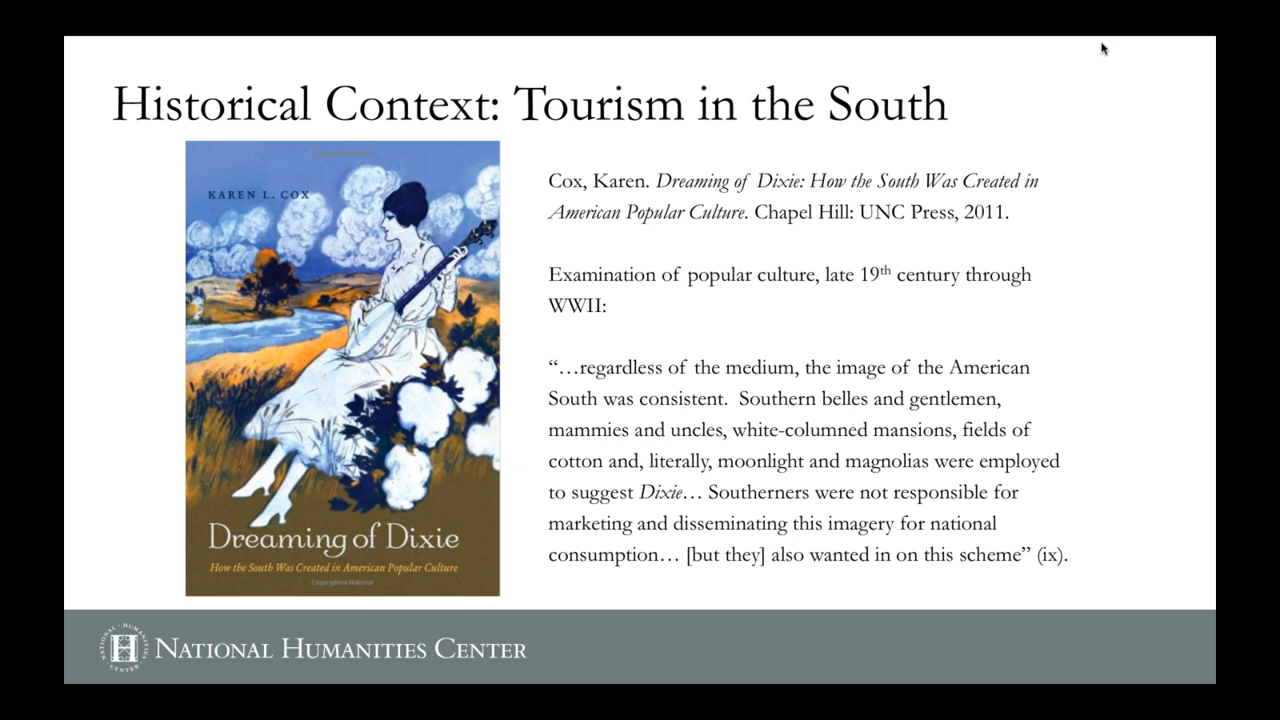 Historical Context: Tourism in the South
KAREN L. COX
Dreaming of Dixie
How the South Was Created in American Popular Culture
Copyrighted Material
Cox, Karen. Dreaming of Dixie: How the South Was Created in
American Popular Culture. Chapel Hill: UNC Press, 2011.
Examination of popular culture, late 19th century through
WWII:
“…regardless of the medium, the image of the American
South was consistent. Southern belles and gentlemen,
mammies and uncles, white-columned mansions, fields of
cotton and, literally, moonlight and magnolias were employed
to suggest Dixie… Southerners were not responsible for
marketing and disseminating this imagery for national
consumption… [but they] also wanted in on this scheme” (ix).
NATIONAL HUMANITIES CENTER